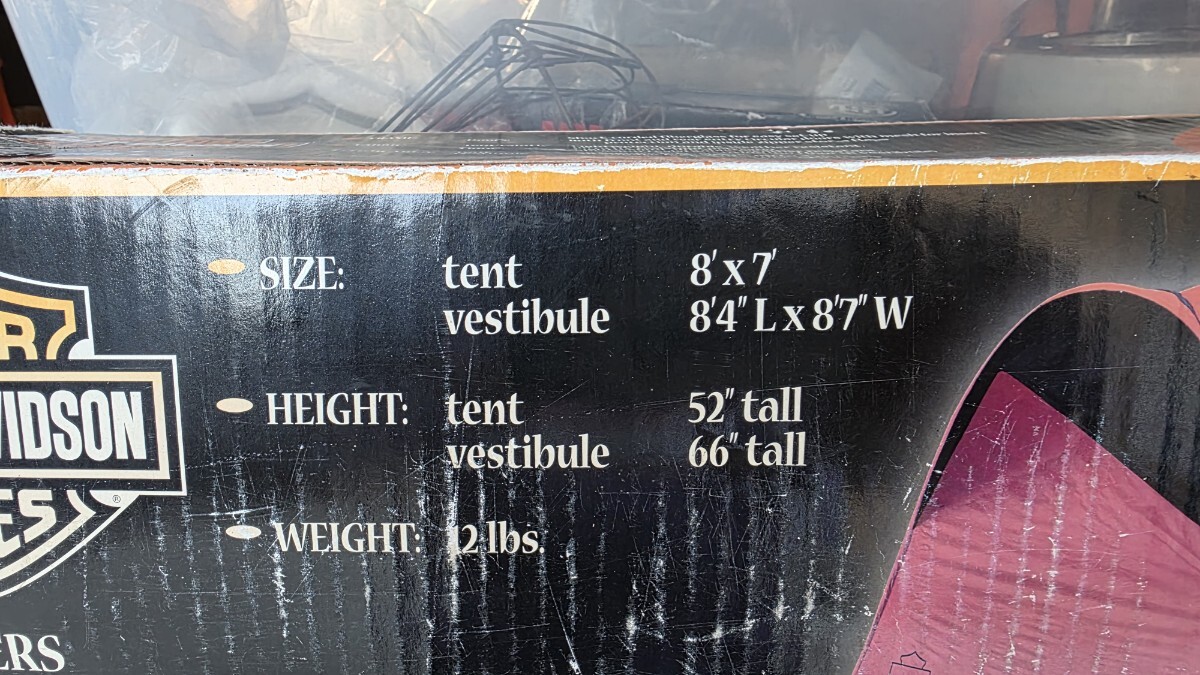 SIZE: tent 8' x 7'
vestibule 8'4" L x 8'7" W
HEIGHT: tent 52" tall
vestibule 66" tall
WEIGHT: 12 lbs.
R
VIDSON
ES ®
ERS